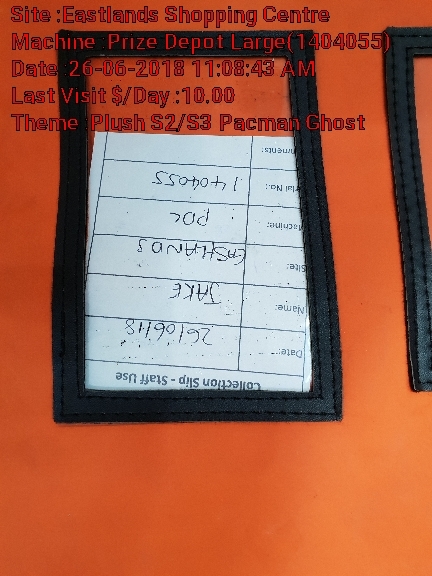 Site :Eastlands Shopping Centre
Machine :Prize Depot Large(1404055)
Date :26-06-2018 11:08:43 AM
Last Visit $/Day :10.00
Theme :Plush S2/S3 Pacman Ghost
Collection Slip - Staff Use
Date: 26/06/18
Name: JAKE
Site: EASTLANDS
Machine: PDL
Serial No.: 1404055
mments: